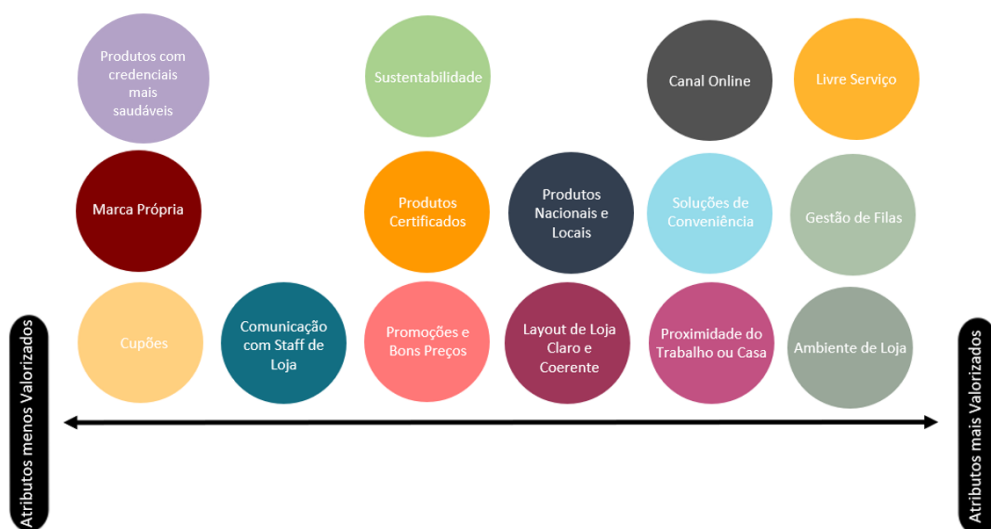 Produtos com
credenciais
mais
saudáveis
Sustentabilidade
Canal Online
Livre Serviço
Marca Própria
Produtos
Certificados
Produtos
Nacionais e
Locais
Soluções de
Conveniência
Gestão de Filas
Cupões
Comunicação
com Staff de
Loja
Promoções e
Bons Preços
Layout de Loja
Claro e
Coerente
Proximidade do
Trabalho ou Casa
Ambiente de Loja
Atributos menos Valorizados
Atributos mais Valorizados